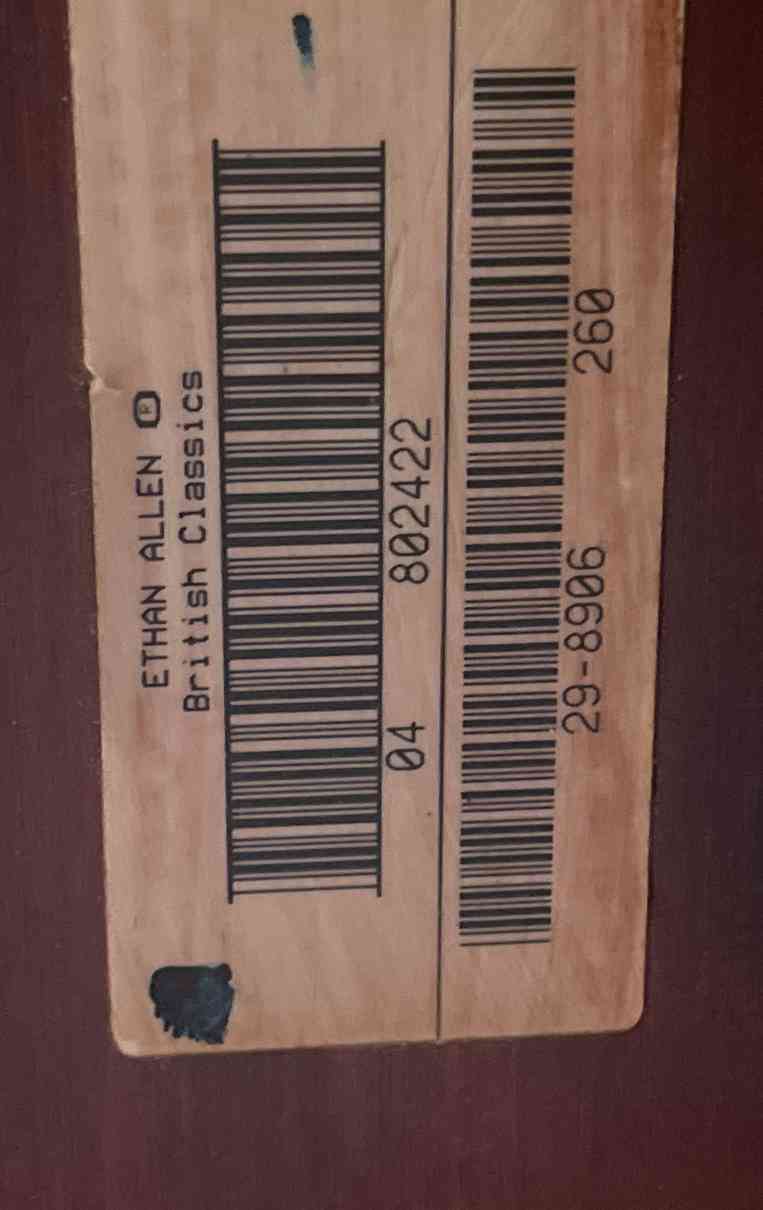 ETHAN ALLEN ®
British Classics
04 802422
29-8906 260